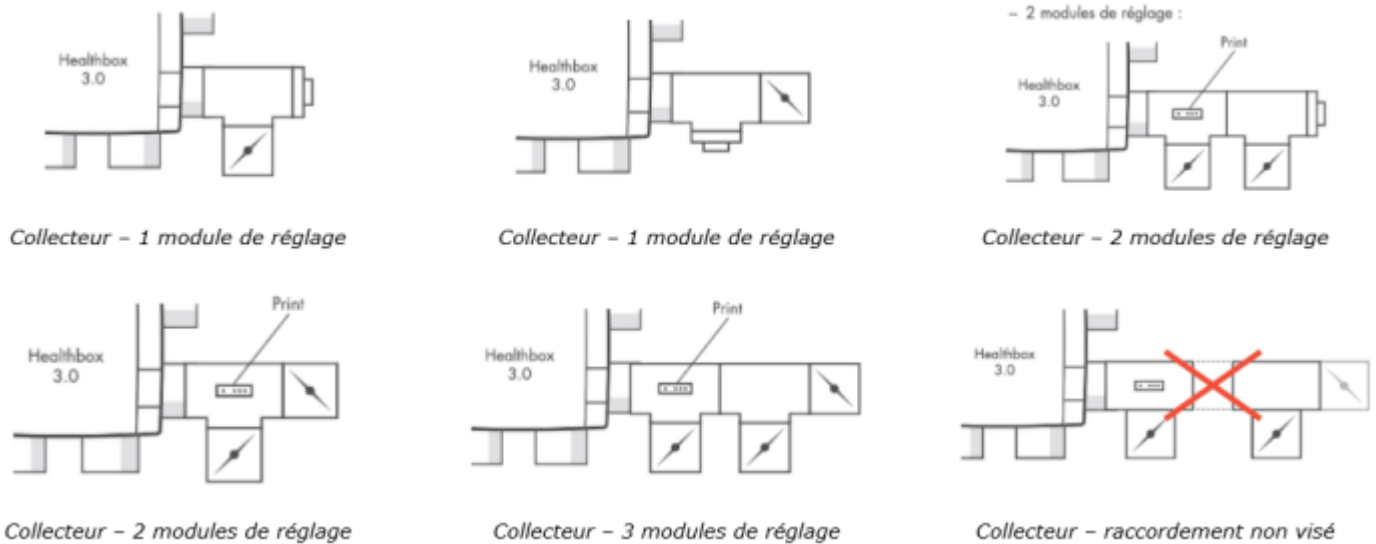 Healthbox
3.0
Collecteur – 1 module de réglage
Healthbox
3.0
Collecteur – 1 module de réglage
– 2 modules de réglage :
Print
Healthbox
3.0
Collecteur – 2 modules de réglage
Print
Healthbox
3.0
Collecteur – 2 modules de réglage
Print
Healthbox
3.0
Collecteur – 3 modules de réglage
Healthbox
3.0
Collecteur – raccordement non visé